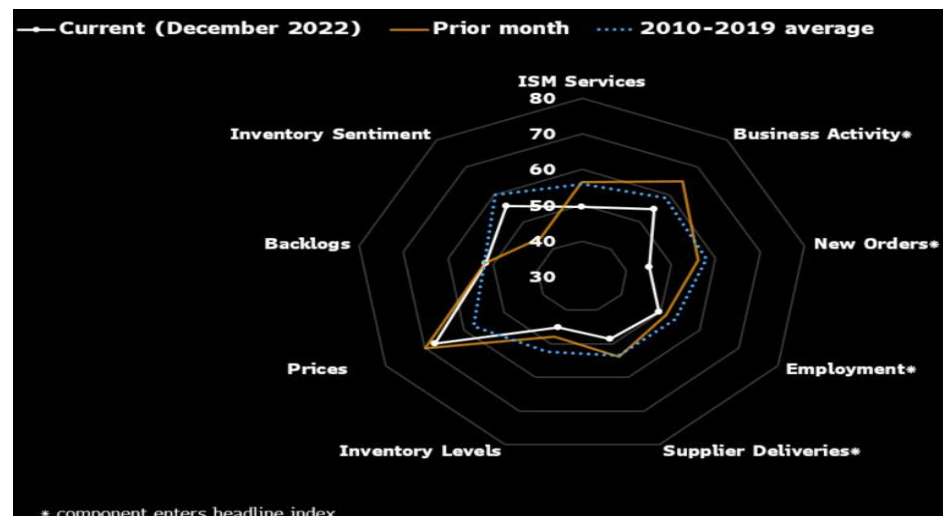 Current (December 2022) Prior month 2010-2019 average
ISM Services
80
Inventory Sentiment Business Activity*
70
60
50
Backlogs New Orders*
40
30
Prices Employment*
Inventory Levels Supplier Deliveries*
* component enters headline index